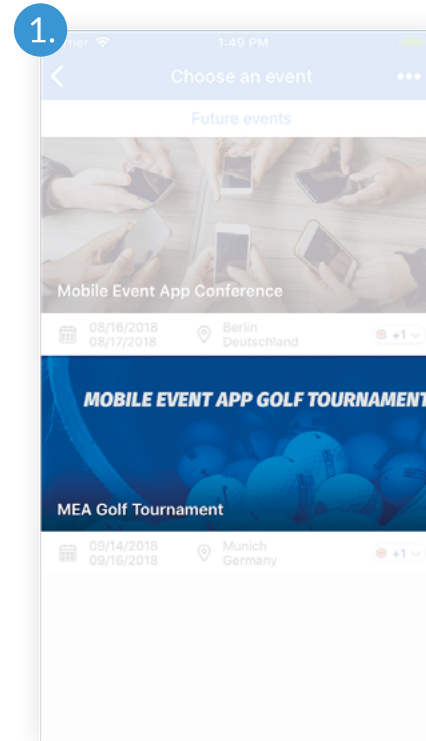 1.
rier 1:49 PM
Choose an event
Future events
Mobile Event App Conference
08/16/2018
08/17/2018
Berlin
Deutschland
+1
MOBILE EVENT APP GOLF TOURNAMENT
MEA Golf Tournament
09/14/2018
09/16/2018
Munich
Germany
+1